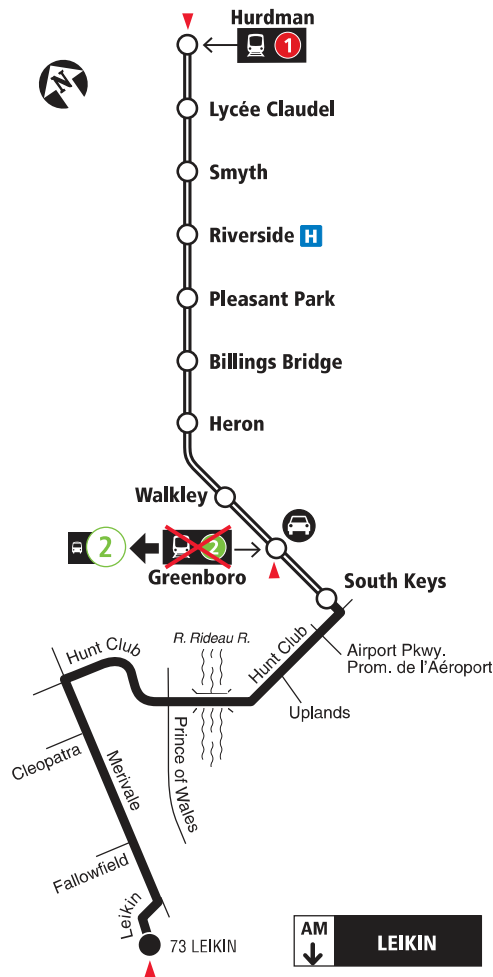 Hurdman
1
N
Lycée Claudel
Smyth
Riverside H
Pleasant Park
Billings Bridge
Heron
Walkley
2
2
Greenboro
South Keys
Hunt Club
R. Rideau R.
Hunt Club
Airport Pkwy.
Prom. de l'Aéroport
Uplands
Prince of Wales
Cleopatra
Merivale
Fallowfield
Leikin
73 LEIKIN
AM
LEIKIN